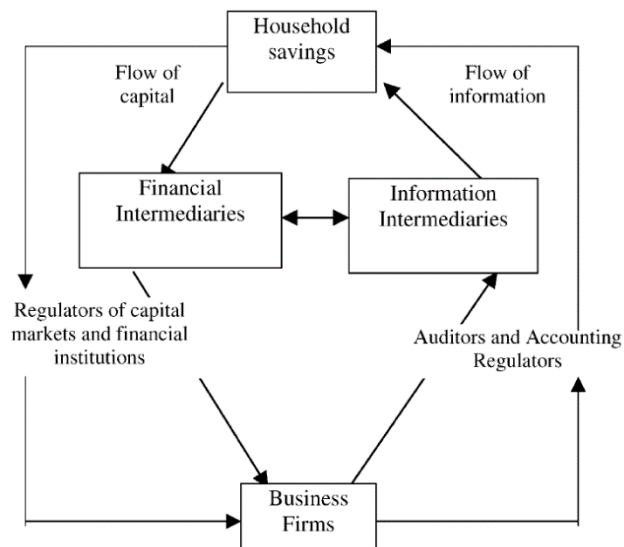 Household
savings
Flow of
capital
Flow of
information
Financial
Intermediaries
Information
Intermediaries
Regulators of capital
markets and financial
institutions
Auditors and Accounting
Regulators
Business
Firms